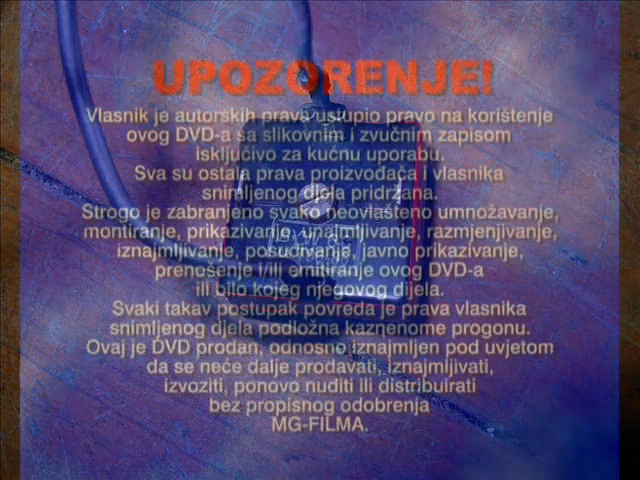 UPOZORENJE!
Vlasnik je autorskih prava ustupio pravo na korištenje
ovog DVD-a sa slikovnim i zvučnim zapisom
isključivo za kućnu uporabu.
Sva su ostala prava proizvođača i vlasnika
snimljenog djela pridržana.
Strogo je zabranjeno svako neovlašteno umnožavanje,
montiranje, prikazivanje, unajmljivanje, razmjenjivanje,
iznajmljivanje, posuđivanje, javno prikazivanje,
prenošenje i/ili emitiranje ovog DVD-a
ili bilo kojeg njegovog dijela.
Svaki takav postupak povreda je prava vlasnika
snimljenog djela podložna kaznenome progonu.
Ovaj je DVD prodan, odnosno iznajmljen pod uvjetom
da se neće dalje prodavati, iznajmljivati,
izvoziti, ponovo nuditi ili distribuirati
bez propisnog odobrenja
MG-FILMA.